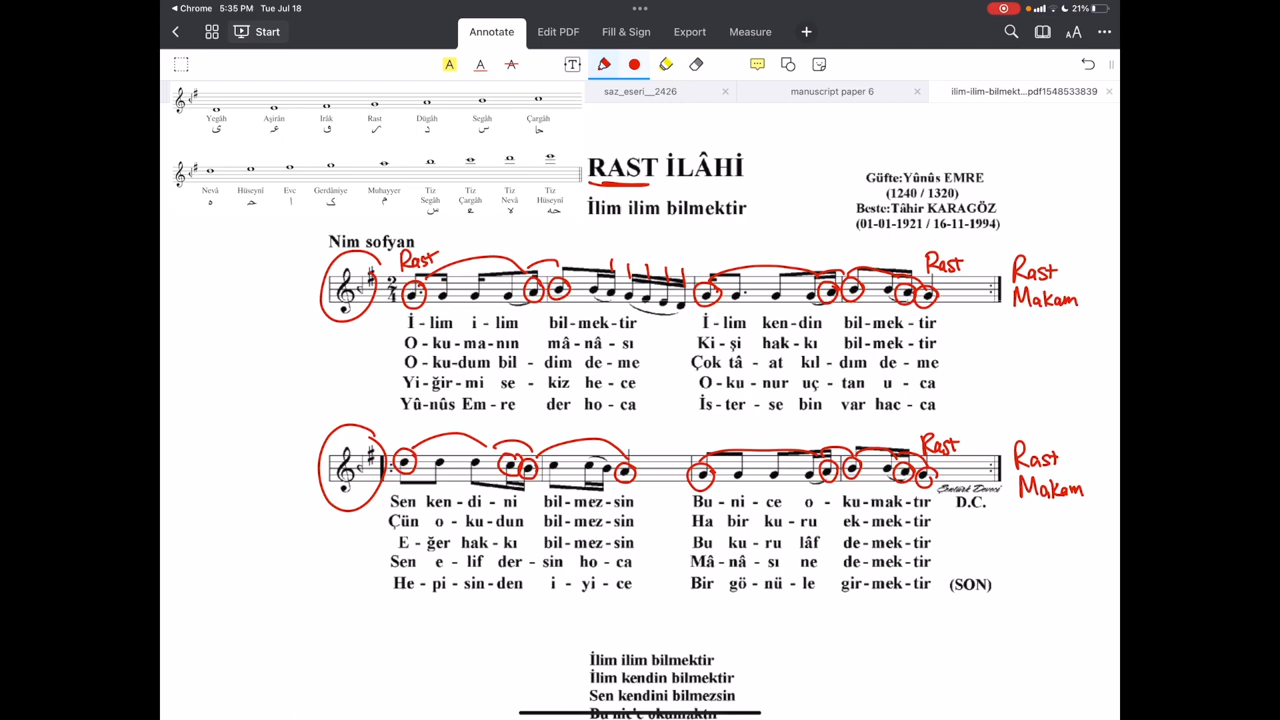 Chrome 5:35 PM Tue Jul 18 21%
Start Annotate Edit PDF Fill & Sign Export Measure
saz_eseri__2426 manuscript paper 6 ilim-ilim-bilmekt...pdf1548533839
Yegâh Aşirân Irâk Rast Dügâh Segâh Çargâh
Nevâ Hüseynî Evc Gerdâniye Muhayyer Tiz Segâh Tiz Çargâh Tiz Nevâ Tiz Hüseynî
RAST İLÂHİ
İlim ilim bilmektir
Güfte:Yûnûs EMRE
(1240 / 1320)
Beste:Tâhir KARAGÖZ
(01-01-1921 / 16-11-1994)
Nim sofyan
Rast Rast Rast Makam
İ - lim i - lim bil - mek - tir İ - lim ken - din bil - mek - tir
O - ku - ma - nın mâ - nâ - sı Ki - şi hak - kı bil - mek - tir
O - ku - dum bil - dim de - me Çok tâ - at kıl - dım de - me
Yi - ğir - mi se - kiz he - ce O - ku - nur uç - tan u - ca
Yû - nûs Em - re der ho - ca İs - ter - se bin var hac - ca
Rast Rast Makam
Sen ken - di - ni bil - mez - sin Bu - ni - ce o - ku - mak - tır D.C.
Çün o - ku - dun bil - mez - sin Ha bir ku - ru ek - mek - tir
E - ğer hak - kı bil - mez - sin Bu ku - ru lâf de - mek - tir
Sen e - lif der - sin ho - ca Mâ - nâ - sı ne de - mek - tir
He - pi - sin - den i - yi - ce Bir gö - nü - le gir - mek - tir (SON)
İlim ilim bilmektir
İlim kendin bilmektir
Sen kendini bilmezsin